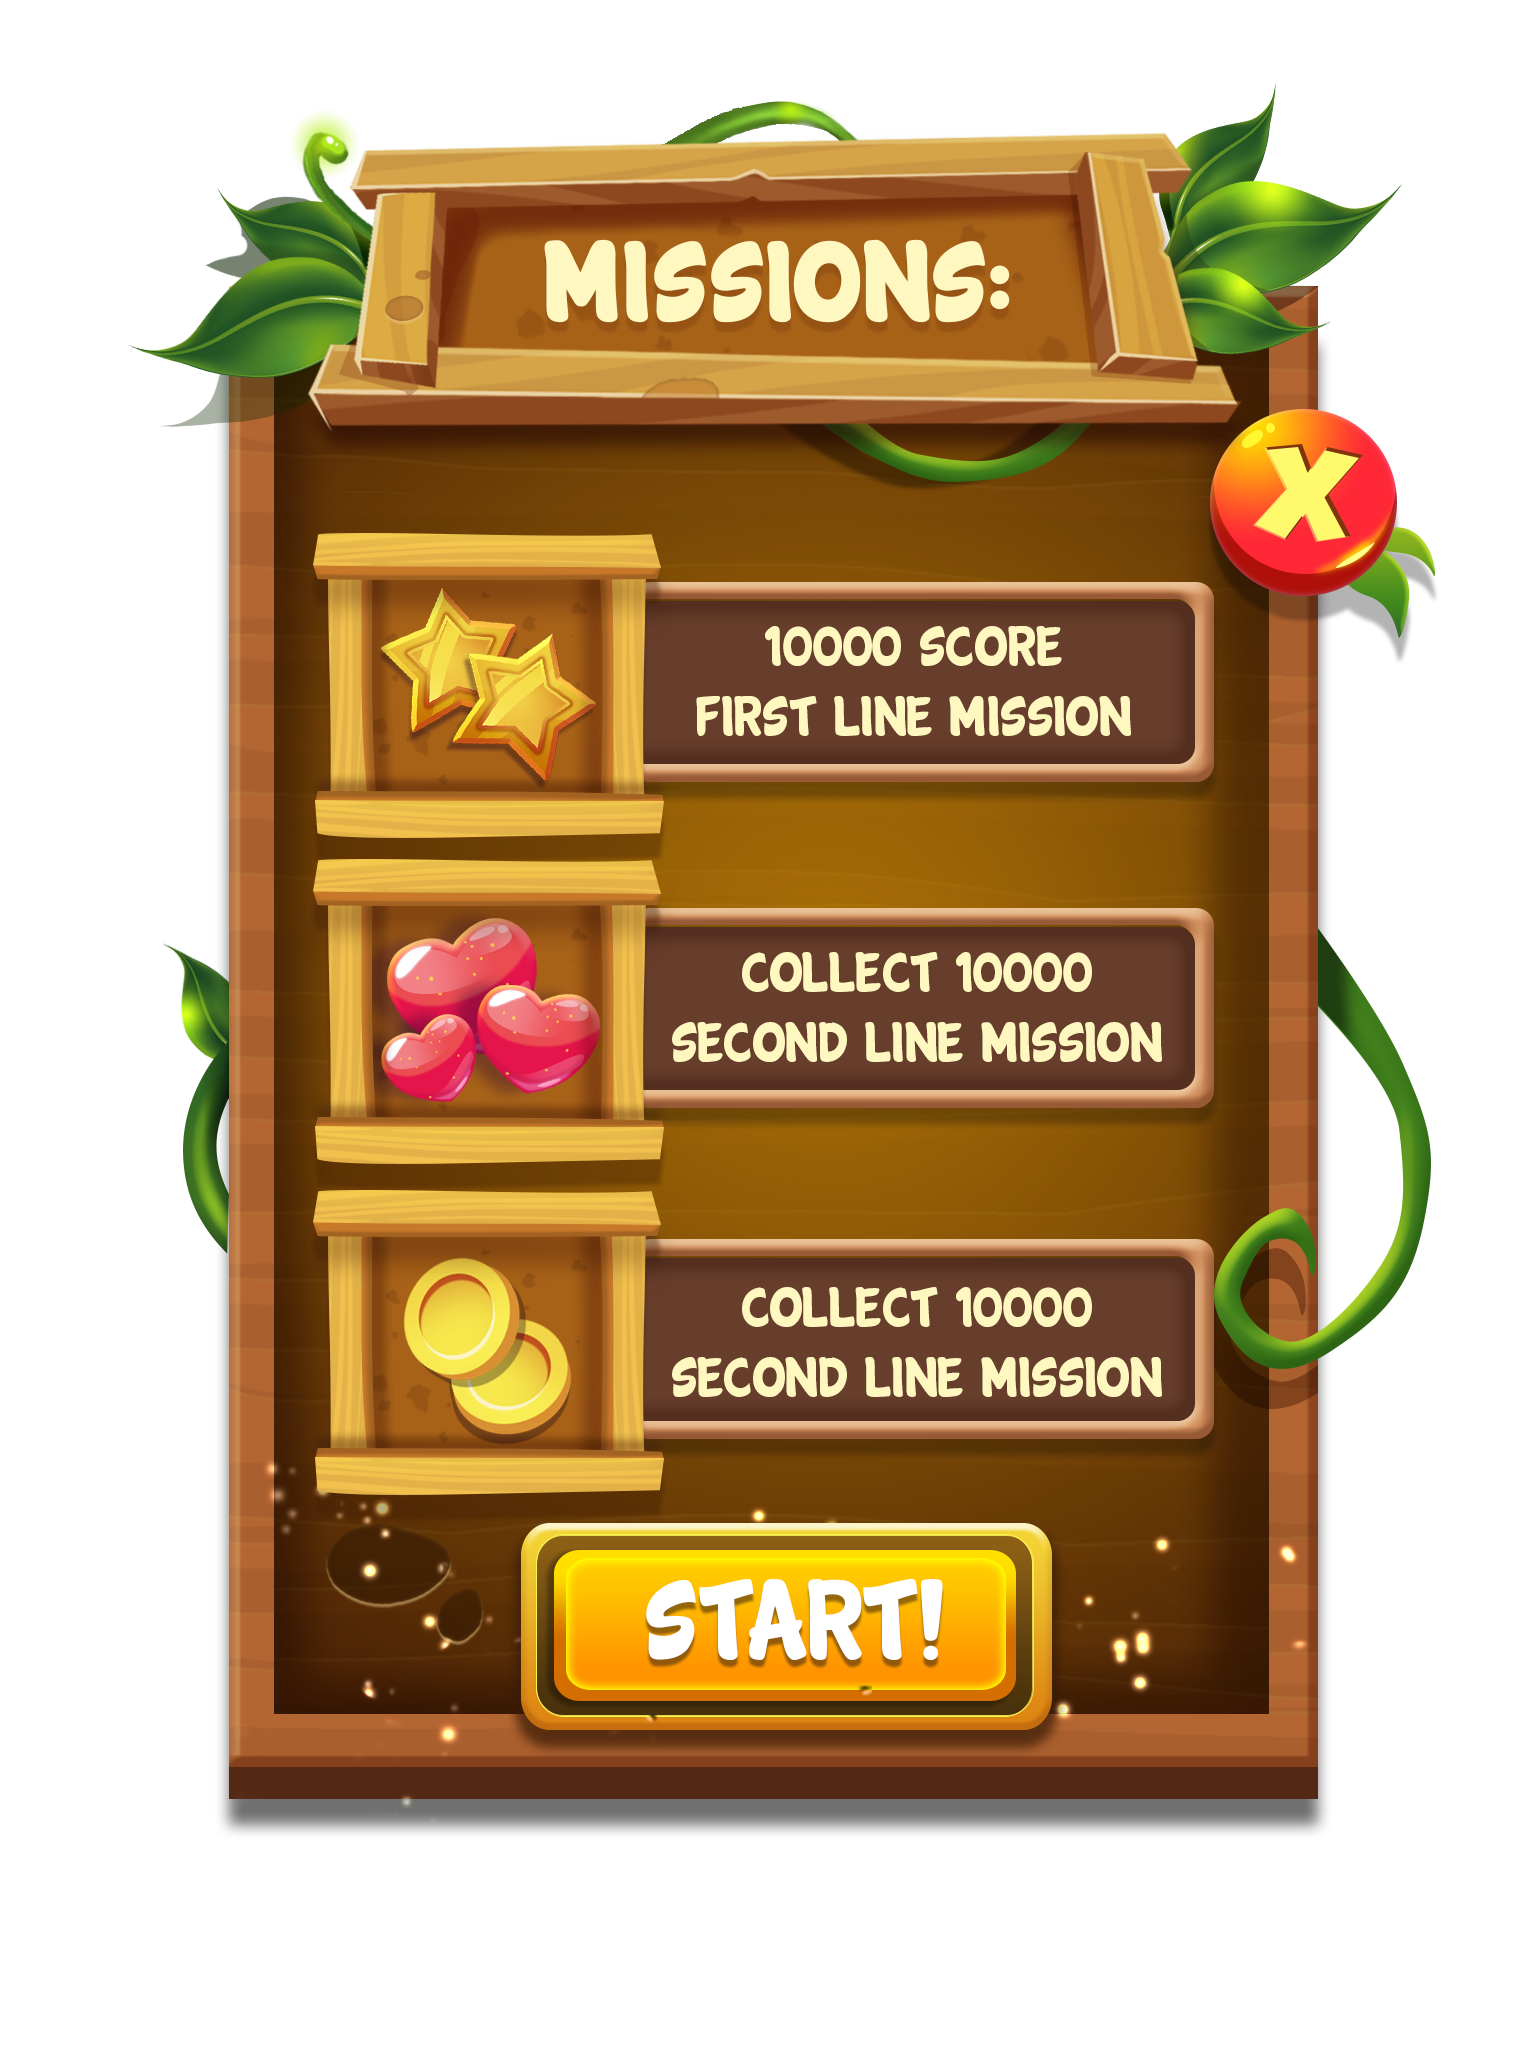 MISSIONS:
X
10000 SCORE
FIRST LINE MISSION
COLLECT 10000
SECOND LINE MISSION
COLLECT 10000
SECOND LINE MISSION
START!